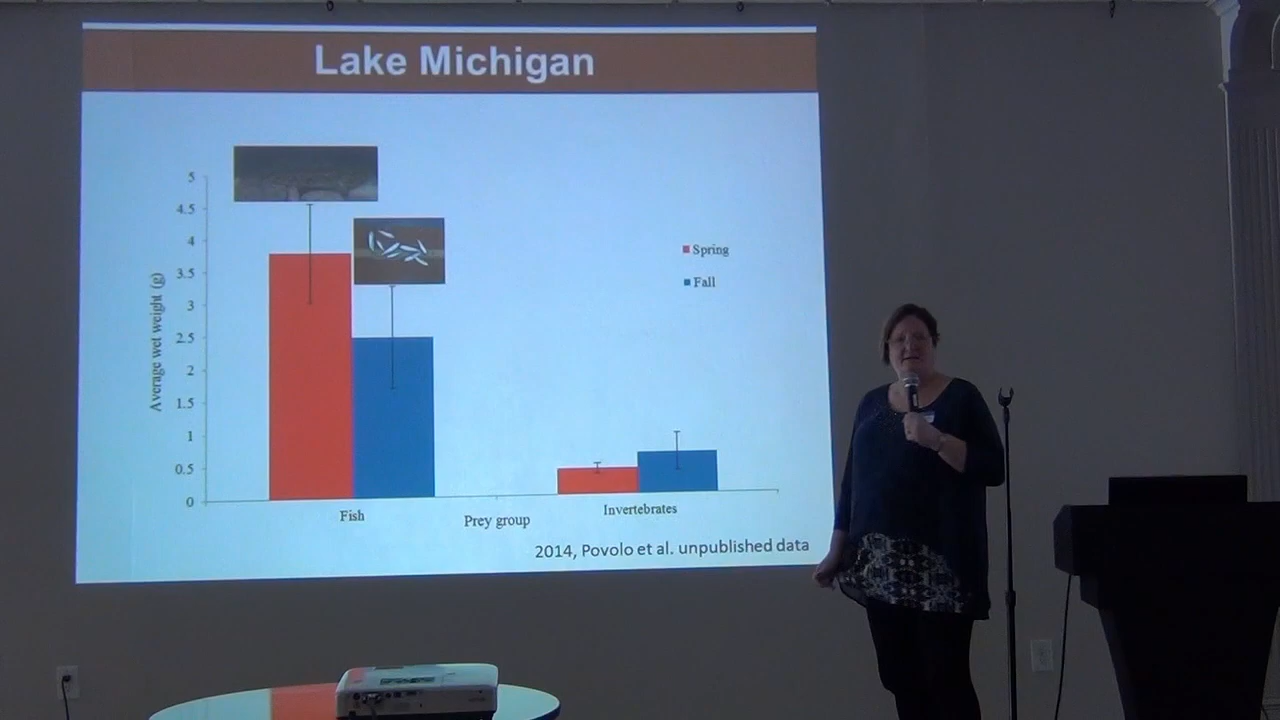 Lake Michigan
5
4.5
4
3.5
3
2.5
2
1.5
1
0.5
0
Average wet weight (g)
Spring
Fall
Fish
Prey group
Invertebrates
2014, Povolo et al. unpublished data